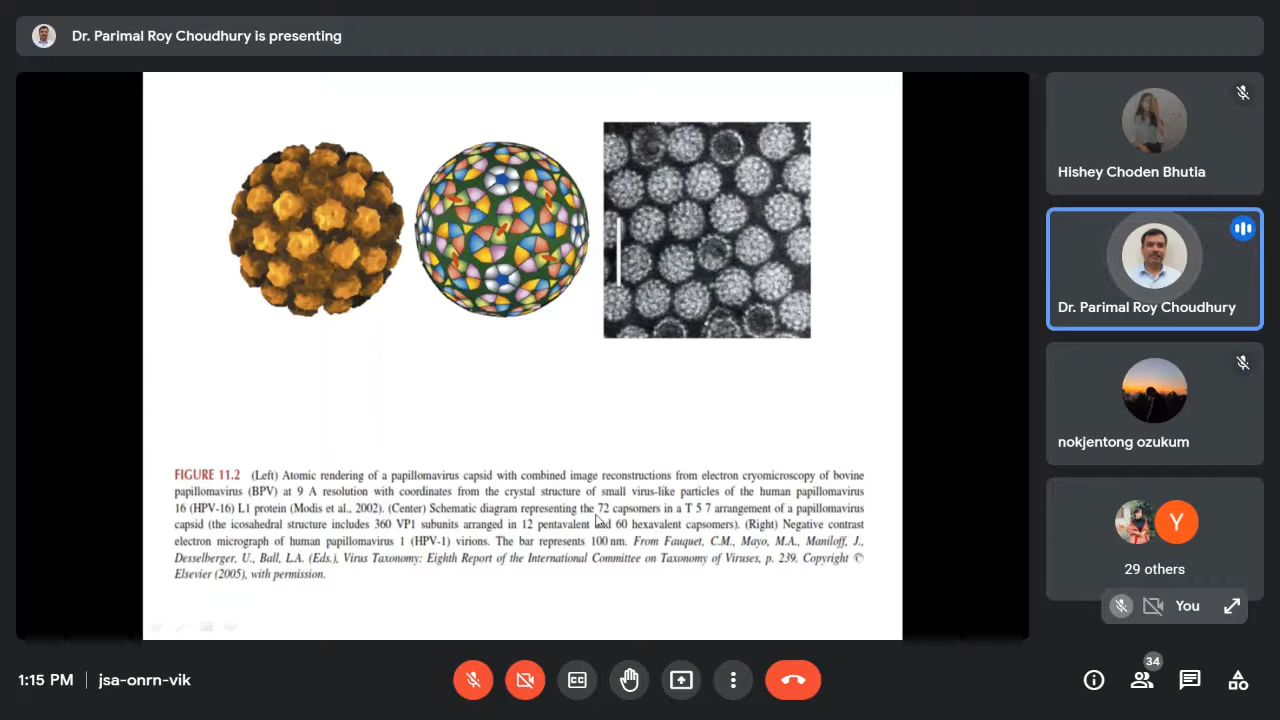 Dr. Parimal Roy Choudhury is presenting
FIGURE 11.2 (Left) Atomic rendering of a papillomavirus capsid with combined image reconstructions from electron cryomicroscopy of bovine
papillomavirus (BPV) at 9 A resolution with coordinates from the crystal structure of small virus-like particles of the human papillomavirus
16 (HPV-16) L1 protein (Modis et al., 2002). (Center) Schematic diagram representing the 72 capsomers in a T 5 7 arrangement of a papillomavirus
capsid (the icosahedral structure includes 360 VP1 subunits arranged in 12 pentavalent and 60 hexavalent capsomers). (Right) Negative contrast
electron micrograph of human papillomavirus 1 (HPV-1) virions. The bar represents 100 nm. From Fauquet, C.M., Mayo, M.A., Maniloff, J.,
Desselberger, U., Ball, L.A. (Eds.), Virus Taxonomy: Eighth Report of the International Committee on Taxonomy of Viruses, p. 239. Copyright ©
Elsevier (2005), with permission.
Hishey Choden Bhutia
Dr. Parimal Roy Choudhury
nokjentong ozukum
Y
29 others
You
1:15 PM | jsa-onrn-vik
CC
34